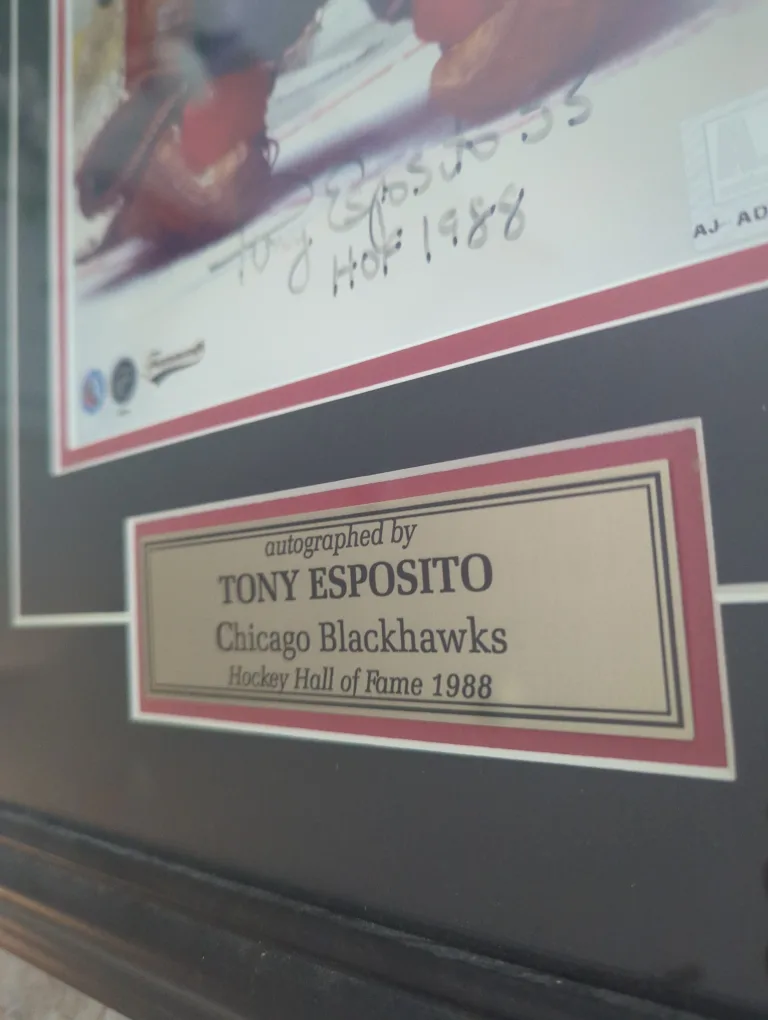 Tony Esposito 35
HOF 1988
AJ AD
autographed by
TONY ESPOSITO
Chicago Blackhawks
Hockey Hall of Fame 1988